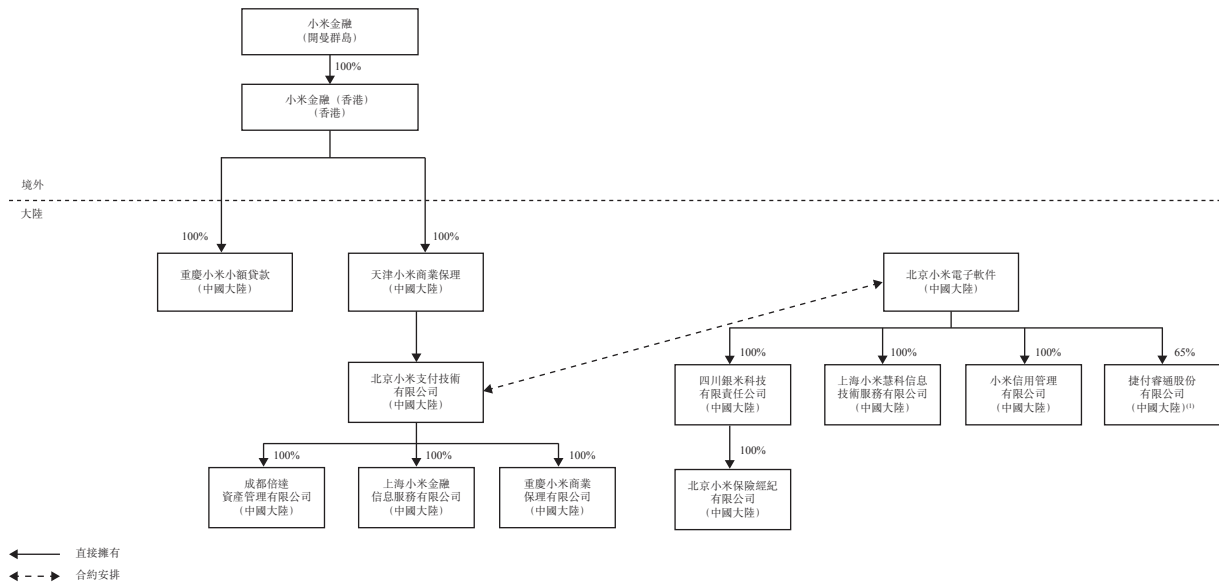 小米金融
(開曼群島)
100%
小米金融（香港）
(香港)
境外
大陸
100%
100%
重慶小米小額貸款
(中國大陸)
天津小米商業保理
(中國大陸)
北京小米電子軟件
(中國大陸)
北京小米支付技術
有限公司
(中國大陸)
100%
100%
100%
65%
四川銀米科技
有限責任公司
(中國大陸)
上海小米慧科信息
技術服務有限公司
(中國大陸)
小米信用管理
有限公司
(中國大陸)
捷付睿通股份
有限公司
(中國大陸)⁽¹⁾
100%
100%
100%
100%
成都倍達
資產管理有限公司
(中國大陸)
上海小米金融
信息服務有限公司
(中國大陸)
重慶小米商業
保理有限公司
(中國大陸)
北京小米保險經紀
有限公司
(中國大陸)
直接擁有
合約安排